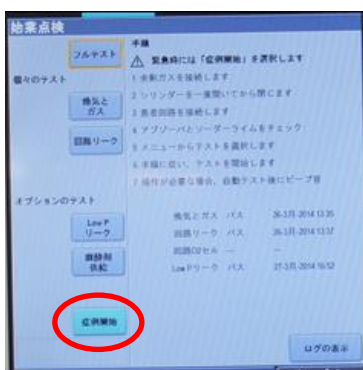 始業点検
フルテスト
手順
⚠ 緊急時には「症例開始」を選択します
1 全駆動ガスを接続します
2 シリンダーを一度開いてから閉じます
3 患者回路を接続します
4 アブソーバとソーダーライムをチェック
5 メニューからテストを選択します
6 手順に従い、テストを開始します
7 操作が必要な場合、自動テスト後にビープ音
個々のテスト
換気と
ガス
回路リーク
オプションのテスト
Low P
リーク
麻酔剤
供給
換気とガス パス 26-3月-2014 13:35
回路リーク パス 26-3月-2014 13:37
回路O2セル --- ---
Low Pリーク パス 27-3月-2014 16:52
症例開始
ログの表示